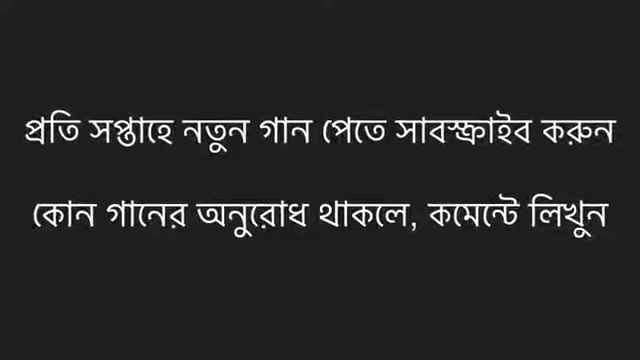 প্রতি সপ্তাহে নতুন গান পেতে সাবস্ক্রাইব করুন
কোন গানের অনুরোধ থাকলে, কমেন্টে লিখুন